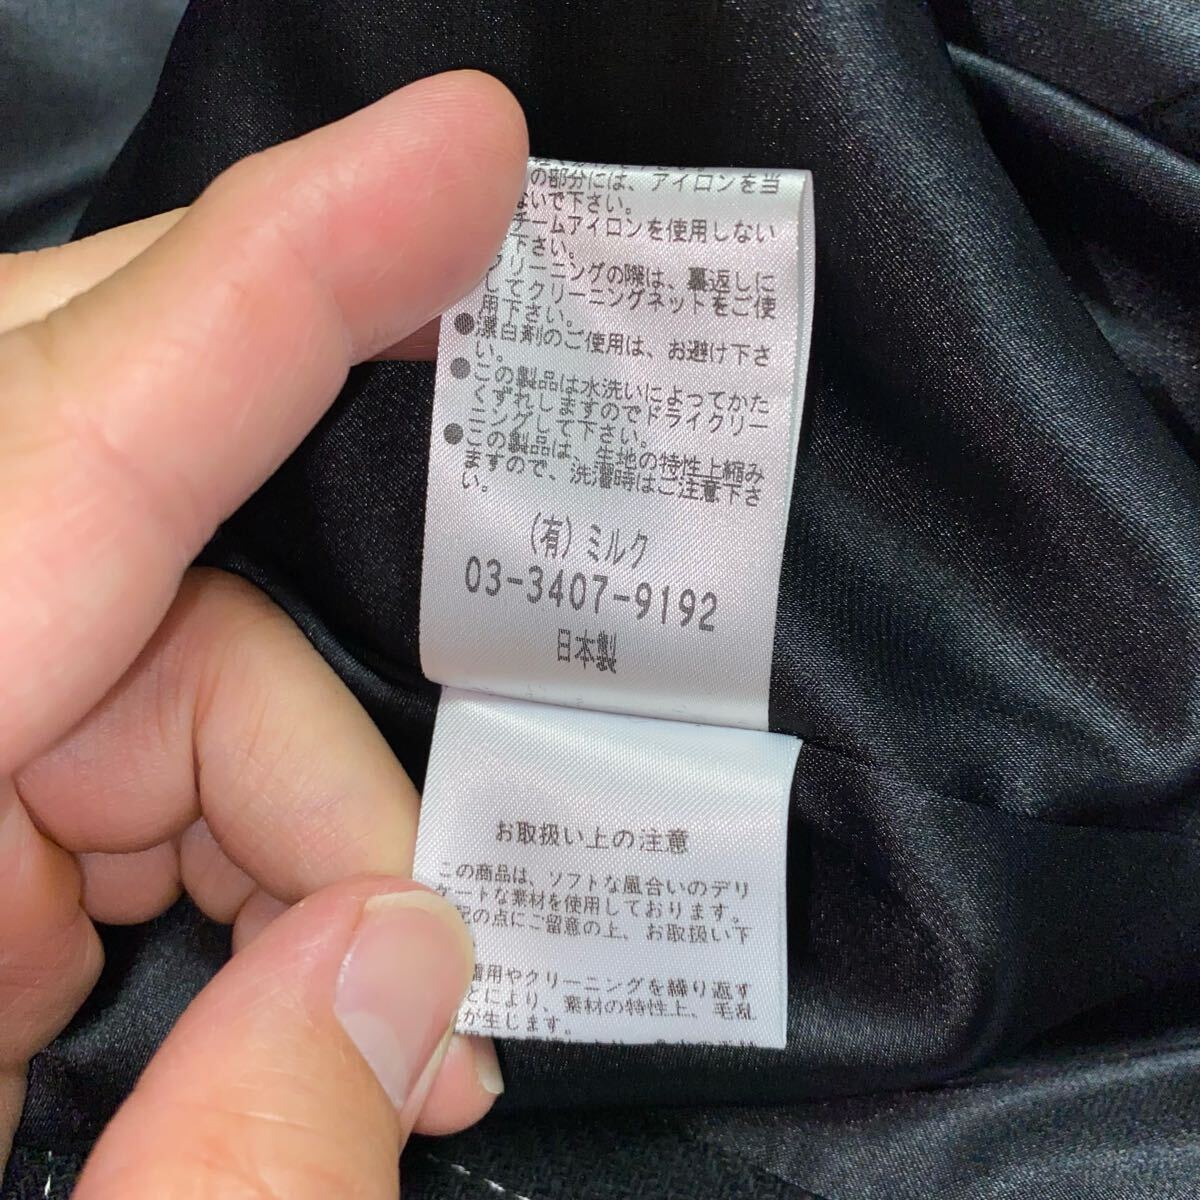 の部分には、アイロンを当
ないで下さい。
チームアイロンを使用しない
下さい。
クリーニングの際は、裏返しに
してクリーニングネットをご使
用下さい。
●漂白剤のご使用は、お避け下さ
い。
●この製品は水洗いによってかた
くずれしますのでドライクリー
ニングして下さい。
●この製品は、生地の特性上縮み
ますので、洗濯時はご注意下さ
い。
(有)ミルク
03-3407-9192
日本製
お取扱い上の注意
この商品は、ソフトな風合いのデリ
ケートな素材を使用しております。
記の点にご留意の上、お取扱い下
着用やクリーニングを繰り返す
とにより、素材の特性上、毛乱
が生じます。